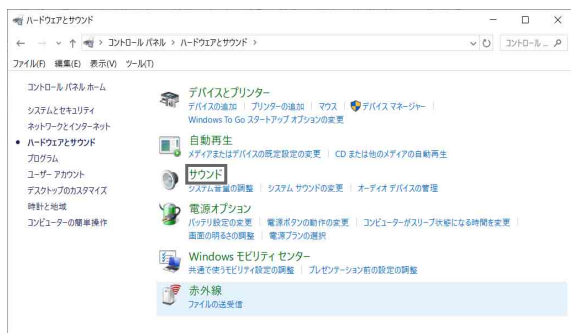 ハードウェアとサウンド
コントロール パネル > ハードウェアとサウンド >
コントロール ...
ファイル(F) 編集(E) 表示(V) ツール(T)
コントロール パネル ホーム
システムとセキュリティ
ネットワークとインターネット
ハードウェアとサウンド
プログラム
ユーザー アカウント
デスクトップのカスタマイズ
時計と地域
コンピューターの簡単操作
デバイスとプリンター
デバイスの追加 | プリンターの追加 | マウス | デバイス マネージャー |
Windows To Go スタートアップ オプションの変更
自動再生
メディアまたはデバイスの既定設定の変更 | CD または他のメディアの自動再生
サウンド
システム音量の調整 | システム サウンドの変更 | オーディオ デバイスの管理
電源オプション
バッテリ設定の変更 | 電源ボタンの動作の変更 | コンピューターがスリープ状態になる時間を変更 |
画面の明るさの調整 | 電源プランの選択
Windows モビリティ センター
共通で使うモビリティ設定の調整 | プレゼンテーション前の設定の調整
赤外線
ファイルの送受信